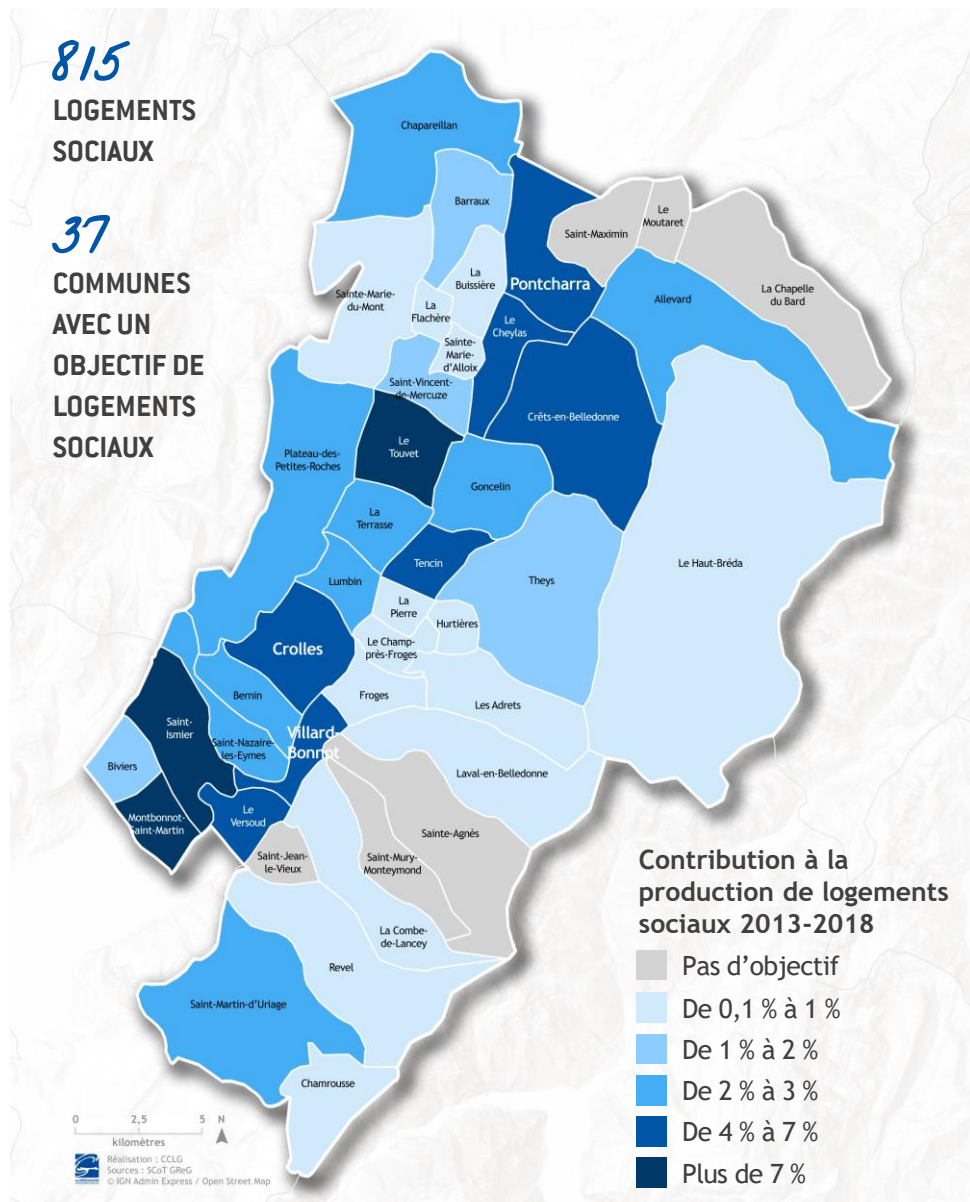 815
LOGEMENTS
SOCIAUX
37
COMMUNES
AVEC UN
OBJECTIF DE
LOGEMENTS
SOCIAUX
Chapareillan
Barraux
Le
Moutaret
Saint-Maximin
La Chapelle
du Bard
La
Buissière
Pontcharra
Allevard
Sainte-Marie-
du-Mont
La
Flachère
Le
Cheylas
Sainte-
Marie-
d'Alloix
Saint-Vincent-
de-Mercuze
Crêts-en-Belledonne
Le
Touvet
Plateau-des-
Petites-Roches
Goncelin
La
Terrasse
Tencin
Le Haut-Bréda
Lumbin
Theys
La
Pierre
Hurtières
Le Champ-
près-Froges
Crolles
Froges
Bernin
Les Adrets
Saint-
Ismier
Villard-
Bonnot
Saint-Nazaire-
les-Eymes
Biviers
Laval-en-Belledonne
Montbonnot-
Saint-Martin
Le
Versoud
Sainte-Agnès
Saint-Jean-
le-Vieux
Saint-Mury-
Monteymond
La Combe-
de-Lancey
Revel
Saint-Martin-d'Uriage
Chamrousse
Contribution à la
production de logements
sociaux 2013-2018
Pas d'objectif
De 0,1 % à 1 %
De 1 % à 2 %
De 2 % à 3 %
De 4 % à 7 %
Plus de 7 %
0 2,5 5 N
kilomètres
Réalisation : CCLG
Sources : SCoT GReG
© IGN Admin Express / Open Street Map